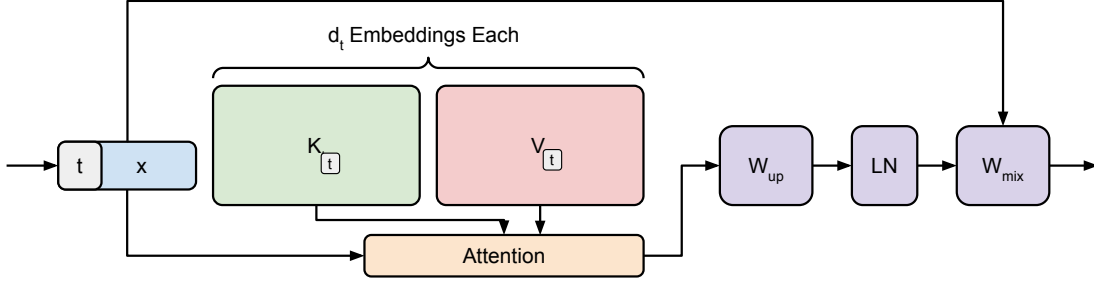 d_t Embeddings Each
K_t
V_t
t x
W_up
LN
W_mix
Attention